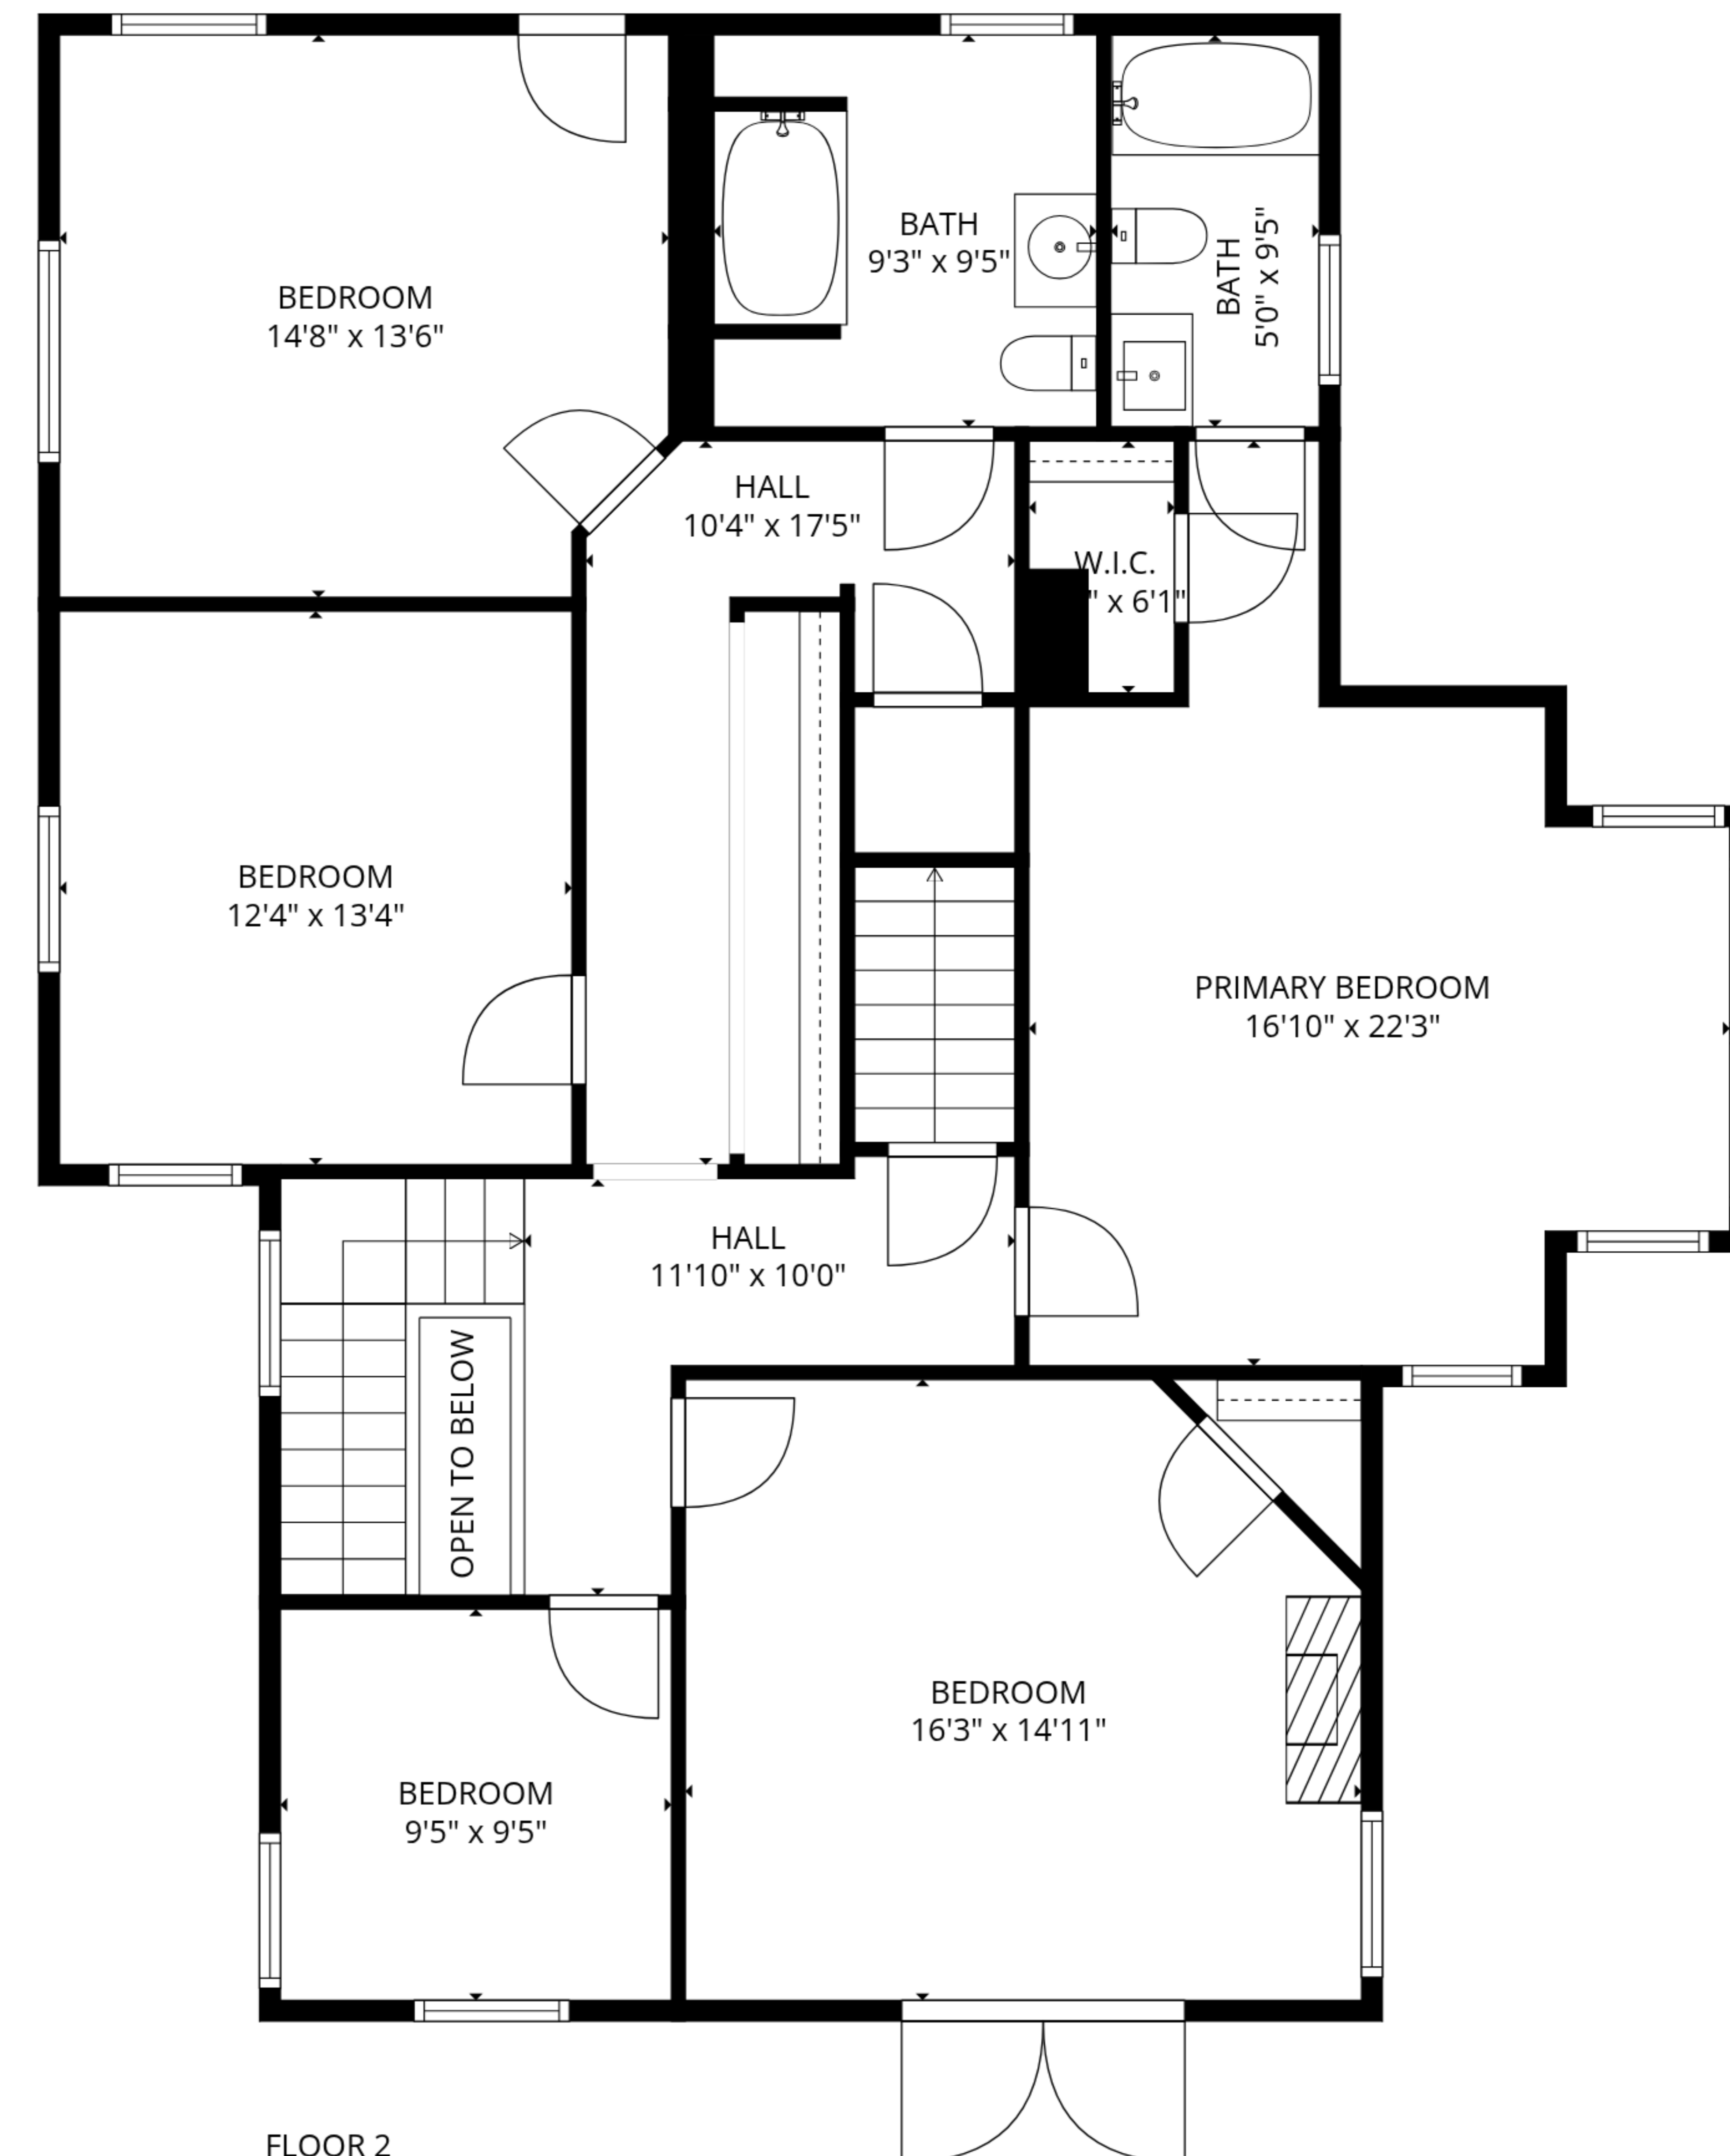 BATH
9'3" x 9'5"
BATH
5'0" x 9'5"
BEDROOM
14'8" x 13'6"
HALL
10'4" x 17'5"
W.I.C.
" x 6'1"
BEDROOM
12'4" x 13'4"
PRIMARY BEDROOM
16'10" x 22'3"
HALL
11'10" x 10'0"
OPEN TO BELOW
BEDROOM
16'3" x 14'11"
BEDROOM
9'5" x 9'5"
FLOOR 2